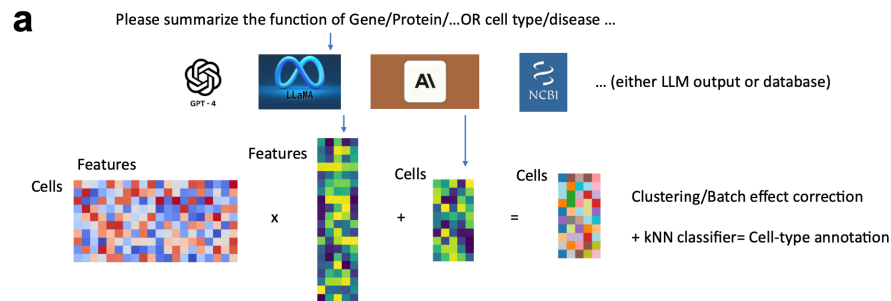 a
Please summarize the function of Gene/Protein/…OR cell type/disease …
GPT - 4
LLaMA
A\
NCBI
… (either LLM output or database)
Features
Cells
x
Features
+
Cells
=
Cells
Clustering/Batch effect correction
+ kNN classifier= Cell-type annotation